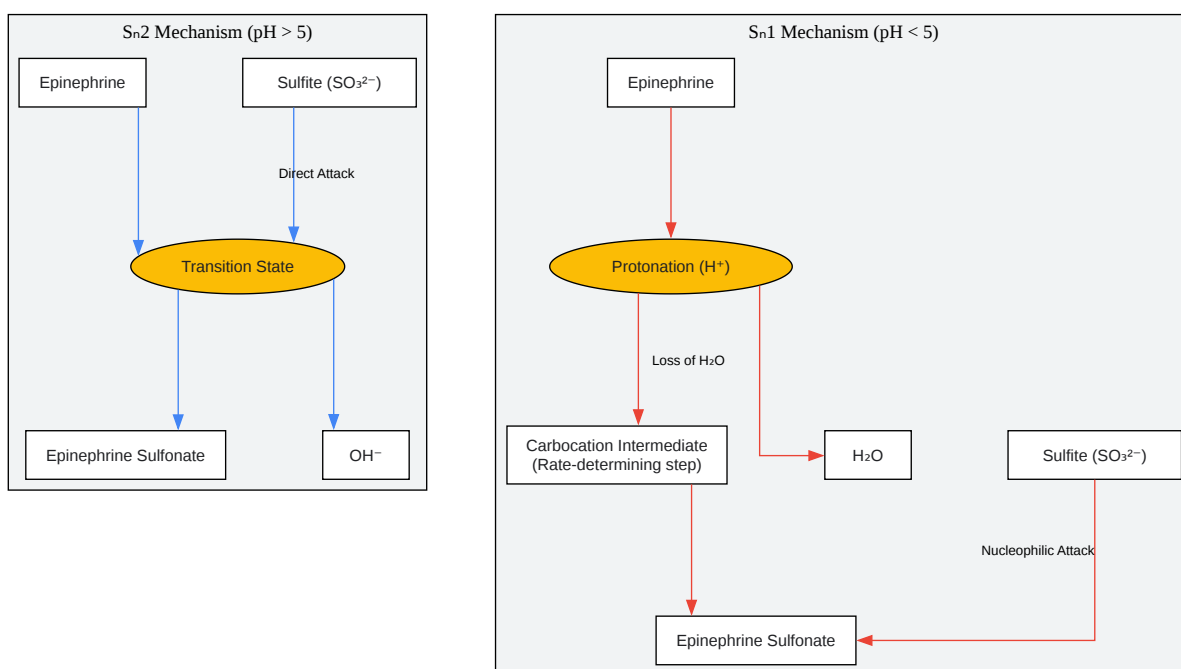 Sₙ2 Mechanism (pH > 5)
Epinephrine
Sulfite (SO₃²⁻)
Direct Attack
Transition State
Epinephrine Sulfonate
OH⁻
Sₙ1 Mechanism (pH < 5)
Epinephrine
Protonation (H⁺)
Loss of H₂O
Carbocation Intermediate
(Rate-determining step)
H₂O
Sulfite (SO₃²⁻)
Nucleophilic Attack
Epinephrine Sulfonate